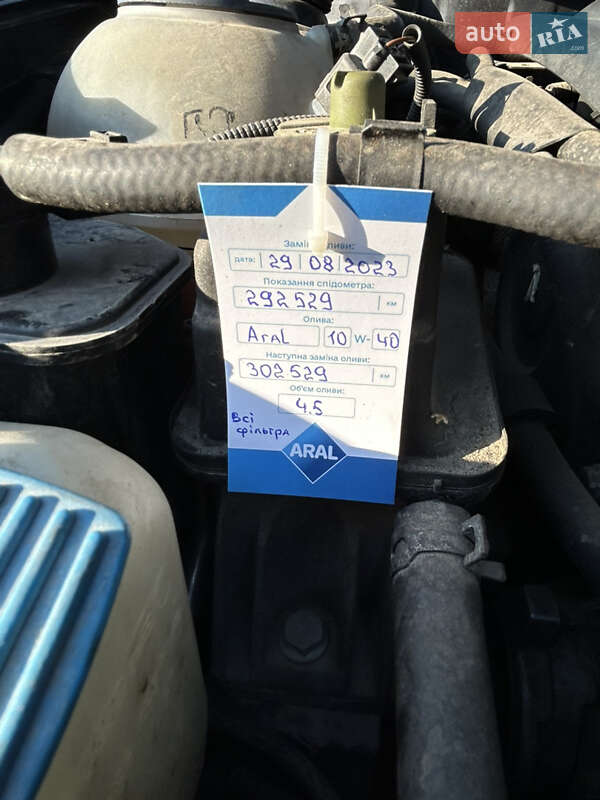 auto RIA .com
Заміна оливи:
дата: 29 08 2023
Показання спідометра:
292529 км
Олива:
Aral 10 W- 40
Наступна заміна оливи:
302529 км
Об'єм оливи:
4.5
Всі
фільтра
ARAL